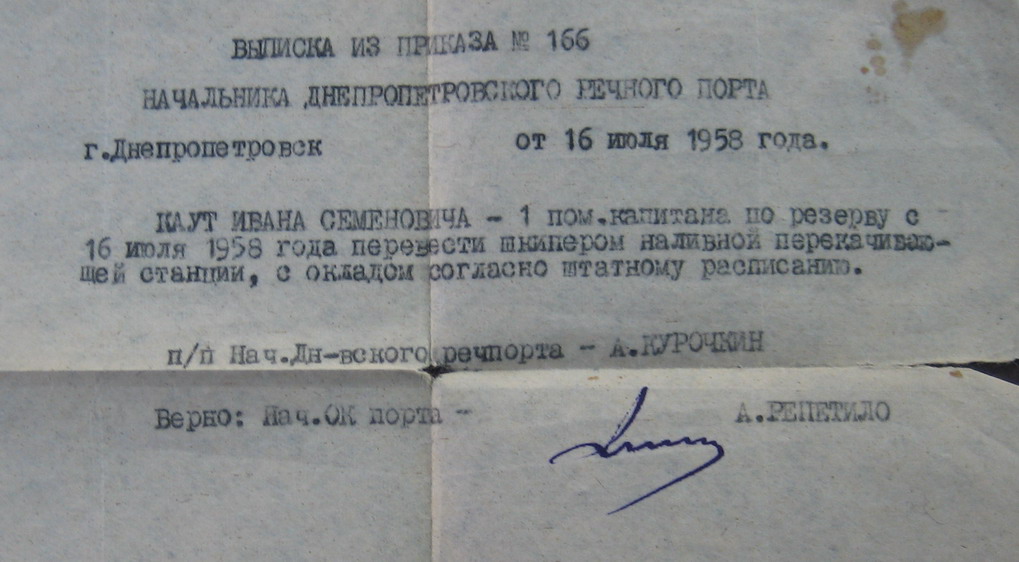 ВЫПИСКА ИЗ ПРИКАЗА № 166
НАЧАЛЬНИКА ДНЕПРОПЕТРОВСКОГО РЕЧНОГО ПОРТА
г.Днепропетровск от 16 июля 1958 года.
КАУТ ИВАНА СЕМЕНОВИЧА – 1 пом.капитана по резерву с
16 июля 1958 года перевести шкипером наливной перекачиваю-
щей станции, с окладом согласно штатному расписанию.
п/п Нач.Дн-вского речпорта – А.КУРОЧКИН
Верно: Нач.ОК порта – А.РЕПЕТИЛО